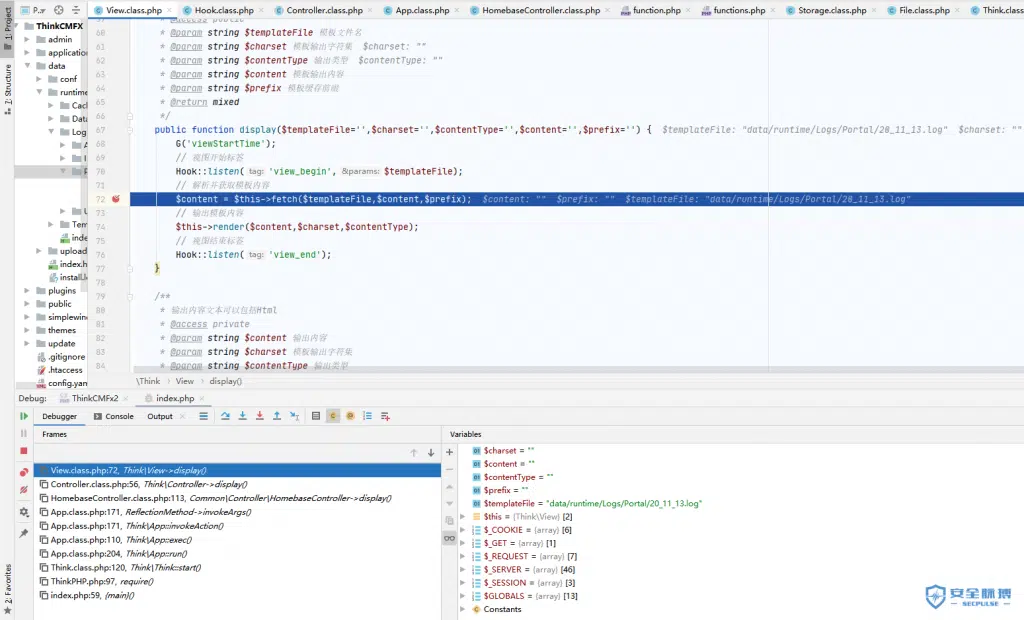 P..
View.class.php
Hook.class.php
Controller.class.php
App.class.php
HomebaseController.class.php
function.php
functions.php
Storage.class.php
File.class.php
Think.class
1: Project
2: Structure
2: Favorites
ThinkCMFX
admin
application
data
conf
runtime
Cac
Data
Log
Tem
inde
upload
index.h
install.l
plugins
public
simplewind
themes
update
.gitignore
.htaccess
config.yam
60 * @param string $templateFile 模板文件名
61 * @param string $charset 模板输出字符集 $charset: ""
62 * @param string $contentType 输出类型 $contentType: ""
63 * @param string $content 模板输出内容
64 * @param string $prefix 模板缓存前缀
65 * @return mixed
66 */
67 public function display($templateFile='',$charset='',$contentType='',$content='',$prefix='') { $templateFile: "data/runtime/Logs/Portal/20_11_13.log" $charset: ""
68 G('viewStartTime');
69 // 视图开始标签
70 Hook::listen( tag: 'view_begin', &params: $templateFile);
71 // 解析并获取模板内容
72 $content = $this->fetch($templateFile,$content,$prefix); $content: "" $prefix: "" $templateFile: "data/runtime/Logs/Portal/20_11_13.log"
73 // 输出模板内容
74 $this->render($content,$charset,$contentType);
75 // 视图结束标签
76 Hook::listen( tag: 'view_end');
77 }
78
79 /**
80 * 输出内容文本可以包括Html
81 * @access private
82 * @param string $content 输出内容
83 * @param string $charset 模板输出字符集
84 * @param string $contentType 输出类型
\Think › View › display()
Debug: ThinkCMFx2 index.php
Debugger Console Output
Frames
View.class.php:72, Think\View->display()
Controller.class.php:56, Think\Controller->display()
HomebaseController.class.php:113, Common\Controller\HomebaseController->display()
App.class.php:171, ReflectionMethod->invokeArgs()
App.class.php:171, Think\App::invokeAction()
App.class.php:110, Think\App::exec()
App.class.php:204, Think\App::run()
Think.class.php:120, Think\Think::start()
ThinkPHP.php:97, require()
index.php:59, {main}()
Variables
$charset = ""
$content = ""
$contentType = ""
$prefix = ""
$templateFile = "data/runtime/Logs/Portal/20_11_13.log"
$this = {Think\View} [2]
$_COOKIE = {array} [6]
$_GET = {array} [1]
$_REQUEST = {array} [7]
$_SERVER = {array} [46]
$_SESSION = {array} [3]
$GLOBALS = {array} [13]
Constants
安全脉搏
SECPULSE